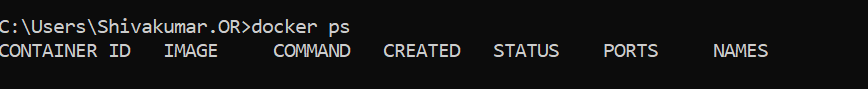 C:\Users\Shivakumar.OR>docker ps
CONTAINER ID   IMAGE     COMMAND   CREATED   STATUS    PORTS     NAMES